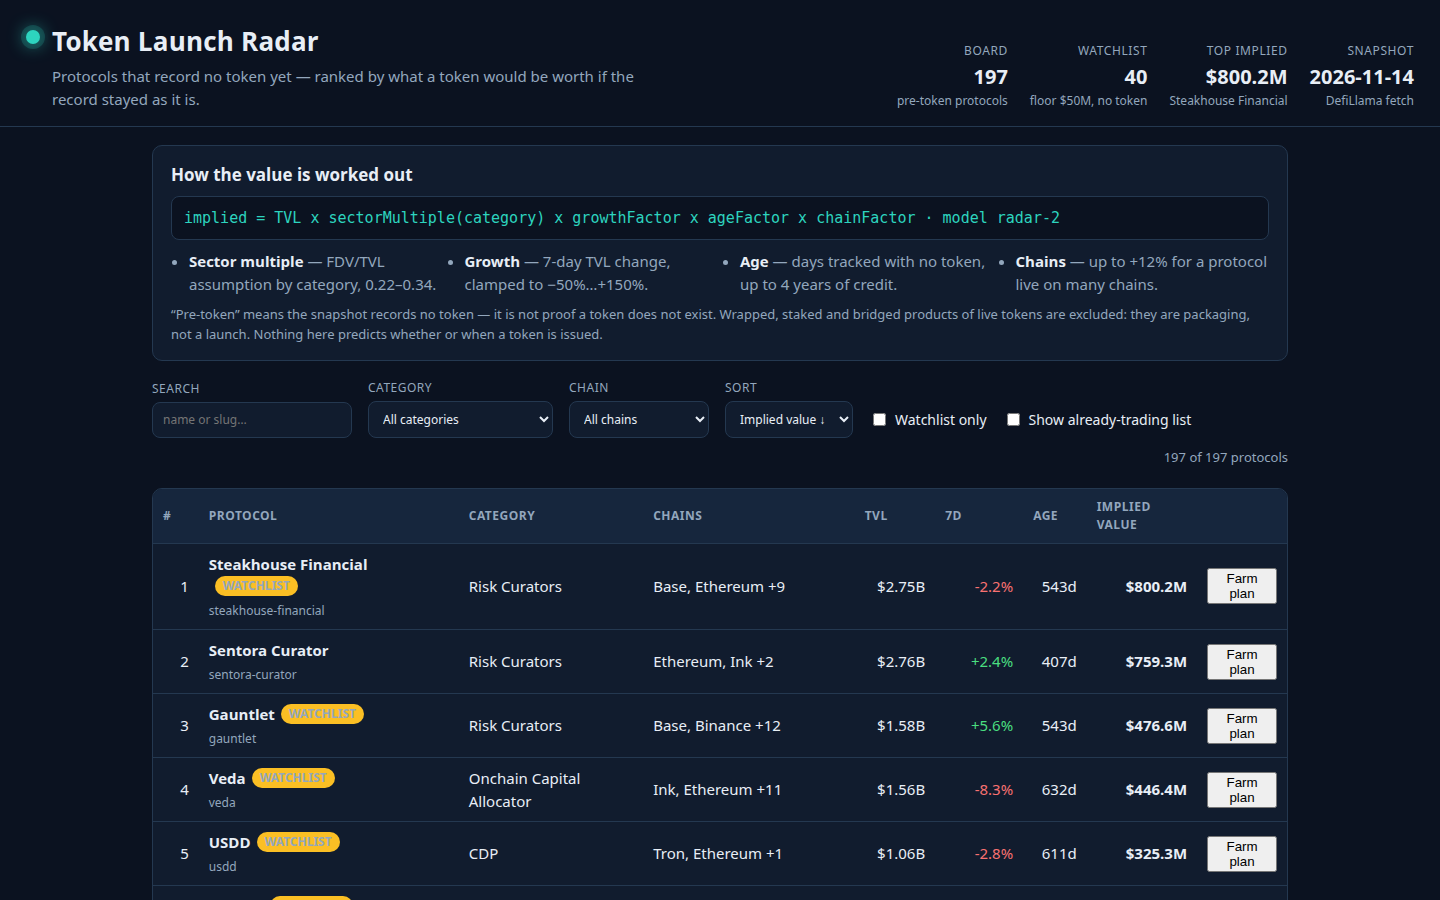 Token Launch Radar
Protocols that record no token yet — ranked by what a token would be worth if the
record stayed as it is.
BOARD
197
pre-token protocols
WATCHLIST
40
floor $50M, no token
TOP IMPLIED
$800.2M
Steakhouse Financial
SNAPSHOT
2026-11-14
DefiLlama fetch
How the value is worked out
implied = TVL x sectorMultiple(category) x growthFactor x ageFactor x chainFactor · model radar-2
Sector multiple — FDV/TVL
assumption by category, 0.22–0.34.
Growth — 7-day TVL change,
clamped to −50%…+150%.
Age — days tracked with no token,
up to 4 years of credit.
Chains — up to +12% for a protocol
live on many chains.
“Pre-token” means the snapshot records no token — it is not proof a token does not exist. Wrapped, staked and bridged products of live tokens are excluded: they are packaging,
not a launch. Nothing here predicts whether or when a token is issued.
SEARCH
name or slug...
CATEGORY
All categories
CHAIN
All chains
SORT
Implied value ↓
Watchlist only
Show already-trading list
197 of 197 protocols
# PROTOCOL CATEGORY CHAINS TVL 7D AGE IMPLIED
VALUE
1 Steakhouse Financial
WATCHLIST
steakhouse-financial
Risk Curators Base, Ethereum +9 $2.75B -2.2% 543d $800.2M Farm
plan
2 Sentora Curator
sentora-curator
Risk Curators Ethereum, Ink +2 $2.76B +2.4% 407d $759.3M Farm
plan
3 Gauntlet WATCHLIST
gauntlet
Risk Curators Base, Binance +12 $1.58B +5.6% 543d $476.6M Farm
plan
4 Veda WATCHLIST
veda
Onchain Capital
Allocator
Ink, Ethereum +11 $1.56B -8.3% 632d $446.4M Farm
plan
5 USDD WATCHLIST
usdd
CDP Tron, Ethereum +1 $1.06B -2.8% 611d $325.3M Farm
plan